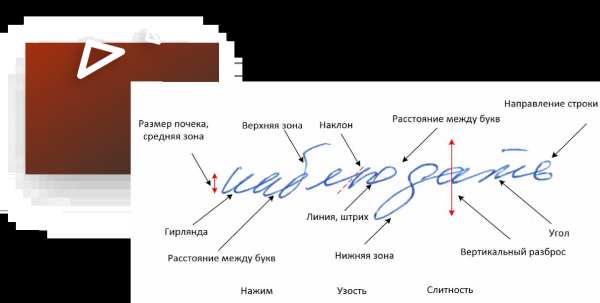 Направление строки
Размер почека, средняя зона
Верхняя зона
Наклон
Расстояние между букв
наблюдать
Гирлянда
Линия, штрих
Угол
Расстояние между букв
Нижняя зона
Вертикальный разброс
Нажим
Узость
Слитность